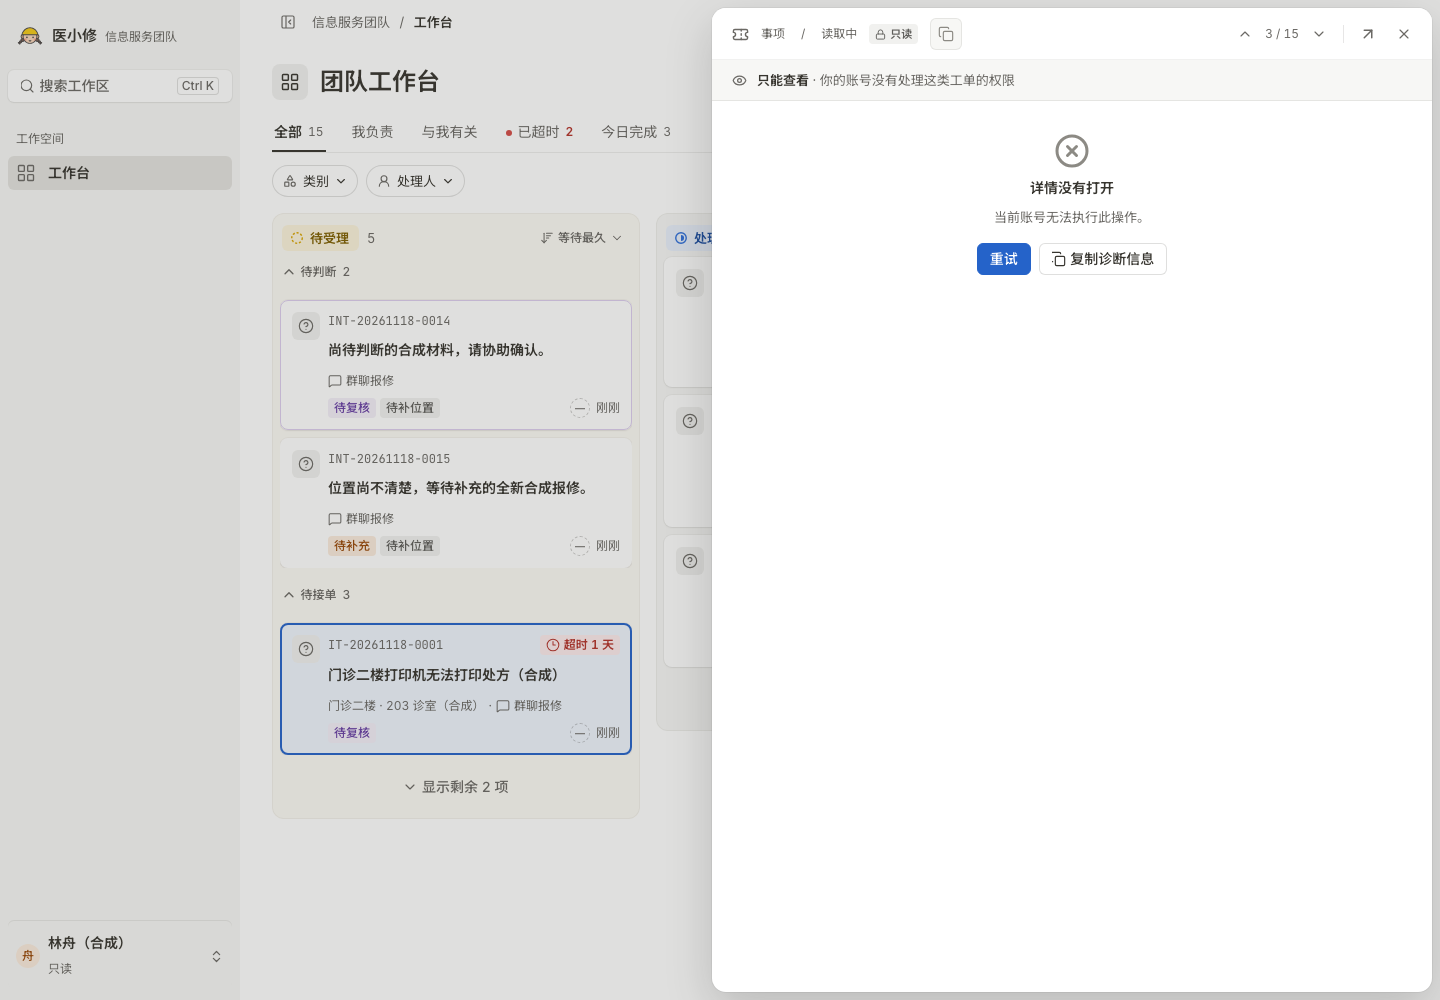 医小修 信息服务团队
搜索工作区 Ctrl K
工作空间
工作台
舟
林舟（合成）
只读
信息服务团队 / 工作台
团队工作台
全部 15 我负责 与我有关 已超时 2 今日完成 3
类别 处理人
待受理 5 等待最久
待判断 2
INT-20261118-0014
尚待判断的合成材料，请协助确认。
群聊报修
待复核 待补位置 刚刚
INT-20261118-0015
位置尚不清楚，等待补充的全新合成报修。
群聊报修
待补充 待补位置 刚刚
待接单 3
IT-20261118-0001 超时 1 天
门诊二楼打印机无法打印处方（合成）
门诊二楼 · 203 诊室（合成） · 群聊报修
待复核 刚刚
显示剩余 2 项
处
事项 / 读取中 只读 3 / 15
只能查看 · 你的账号没有处理这类工单的权限
详情没有打开
当前账号无法执行此操作。
重试 复制诊断信息